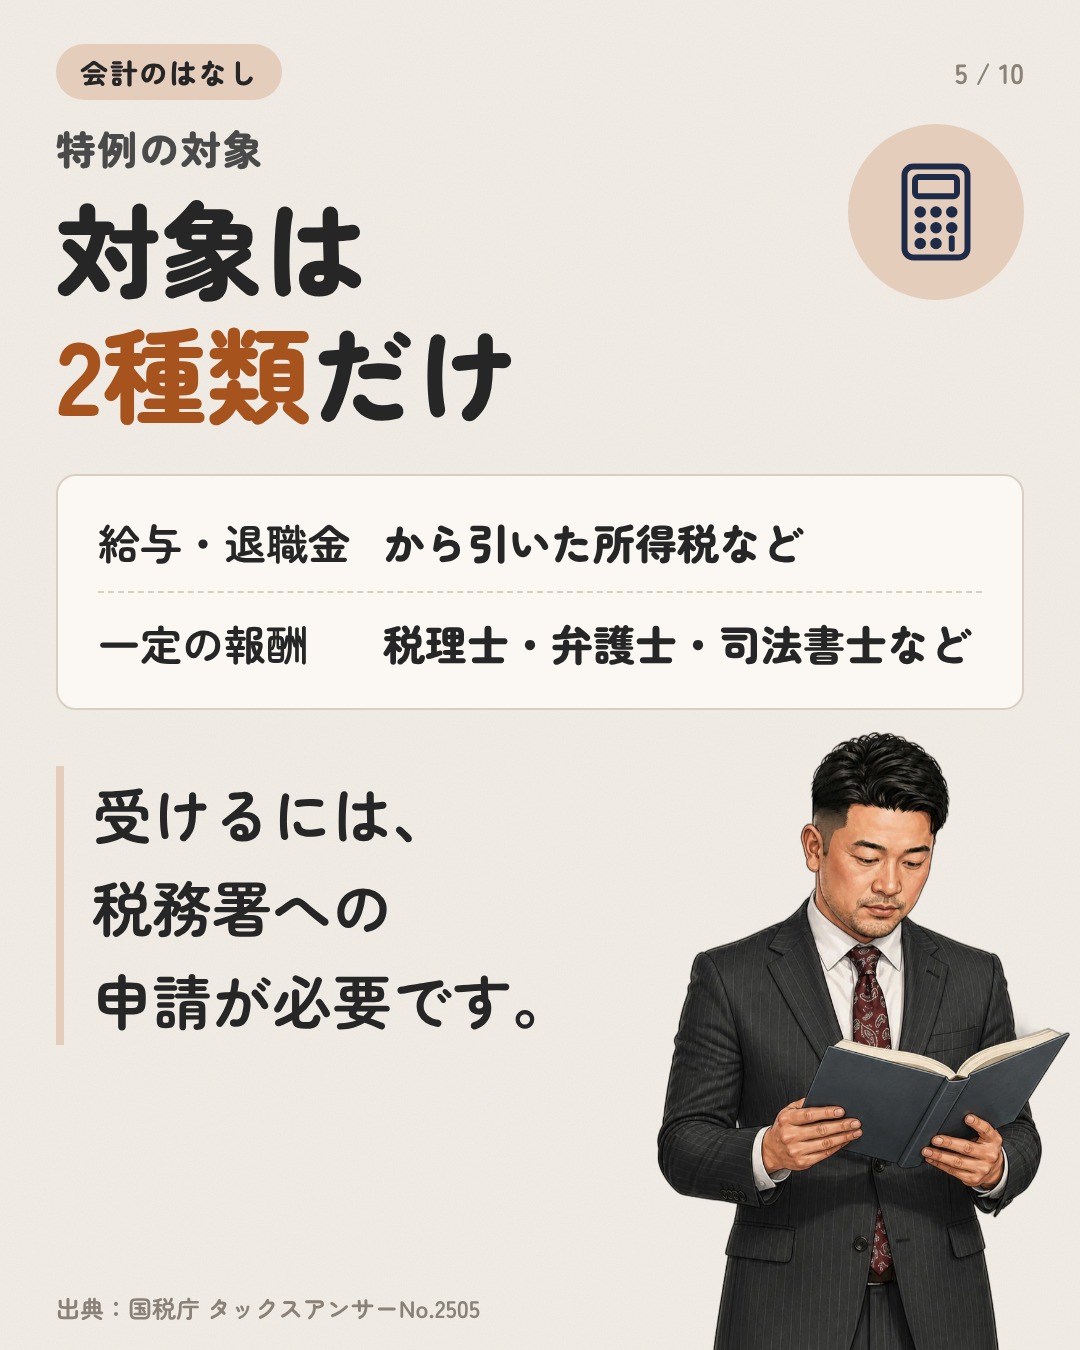 会計のはなし
5 / 10
特例の対象
対象は
2種類だけ
給与・退職金 から引いた所得税など
一定の報酬 税理士・弁護士・司法書士など
受けるには、
税務署への
申請が必要です。
出典：国税庁 タックスアンサーNo.2505